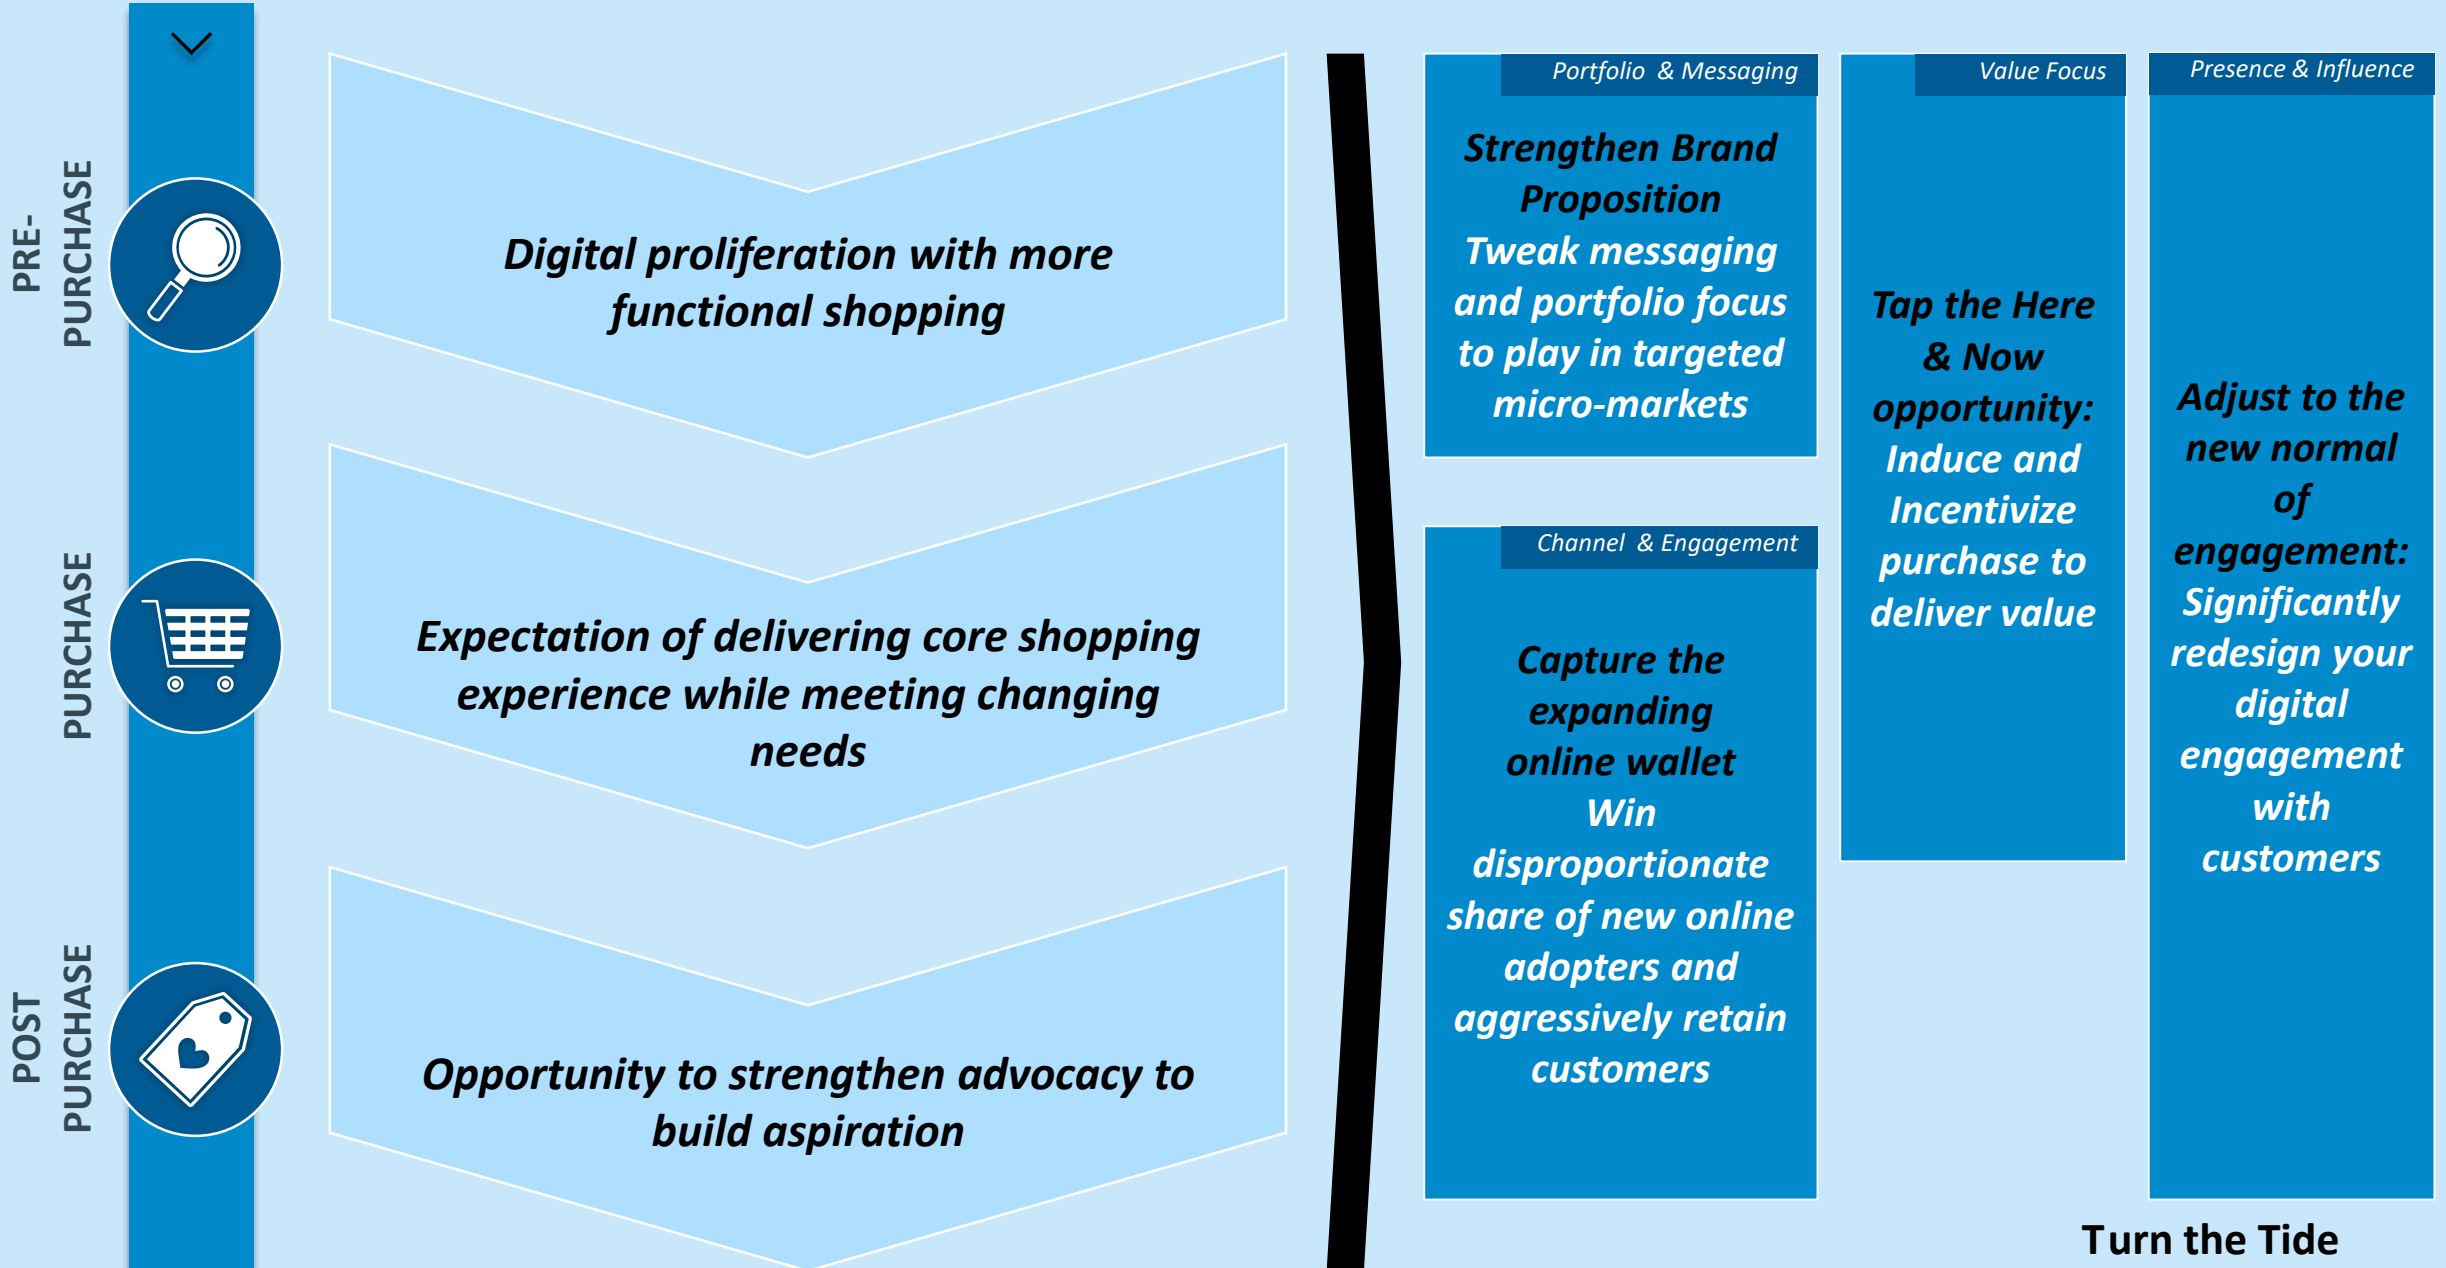 PRE-
PURCHASE
Digital proliferation with more
functional shopping
PURCHASE
Expectation of delivering core shopping
experience while meeting changing
needs
POST
PURCHASE
Opportunity to strengthen advocacy to
build aspiration
Portfolio & Messaging
Strengthen Brand
Proposition
Tweak messaging
and portfolio focus
to play in targeted
micro-markets
Channel & Engagement
Capture the
expanding
online wallet
Win
disproportionate
share of new online
adopters and
aggressively retain
customers
Value Focus
Tap the Here
& Now
opportunity:
Induce and
Incentivize
purchase to
deliver value
Presence & Influence
Adjust to the
new normal
of
engagement:
Significantly
redesign your
digital
engagement
with
customers
Turn the Tide